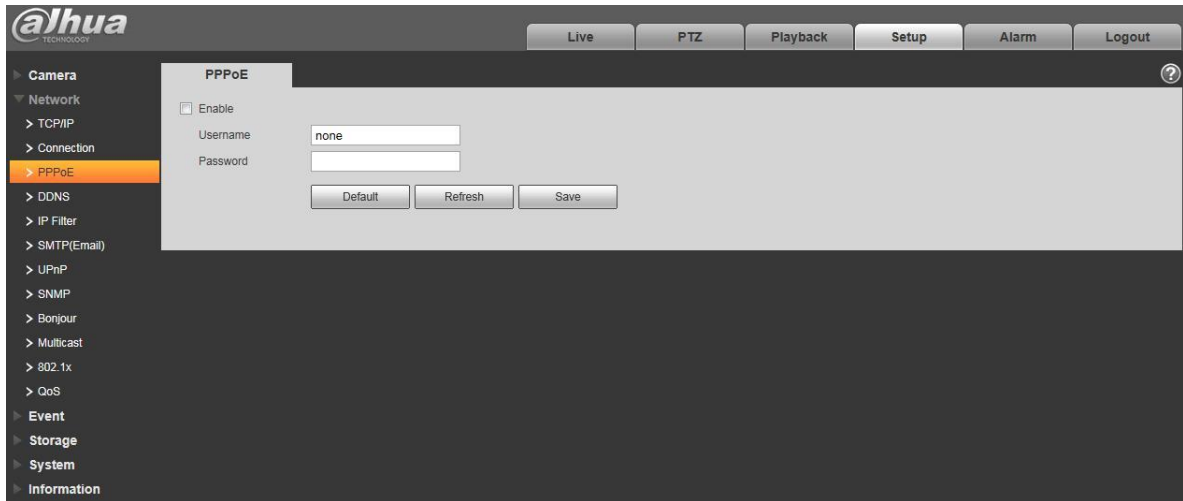 alhua
TECHNOLOGY
Live PTZ Playback Setup Alarm Logout
Camera
Network
> TCP/IP
> Connection
> PPPoE
> DDNS
> IP Filter
> SMTP(Email)
> UPnP
> SNMP
> Bonjour
> Multicast
> 802.1x
> QoS
Event
Storage
System
Information
PPPoE
?
Enable
Username none
Password
Default Refresh Save